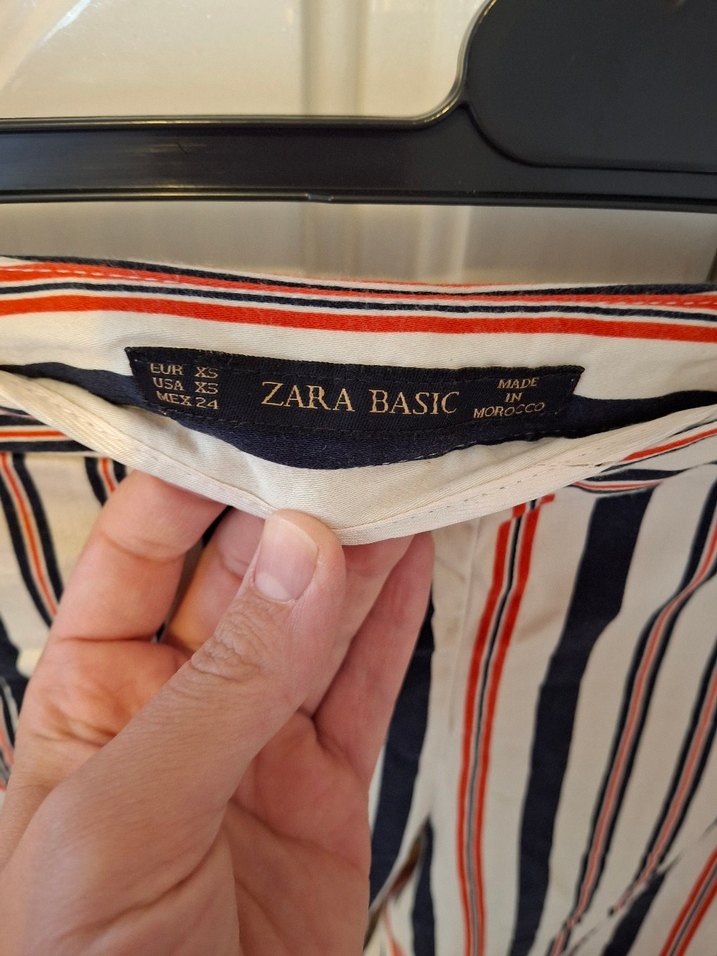 EUR XS
USA XS
MEX 24
ZARA BASIC
MADE
IN
MOROCCO